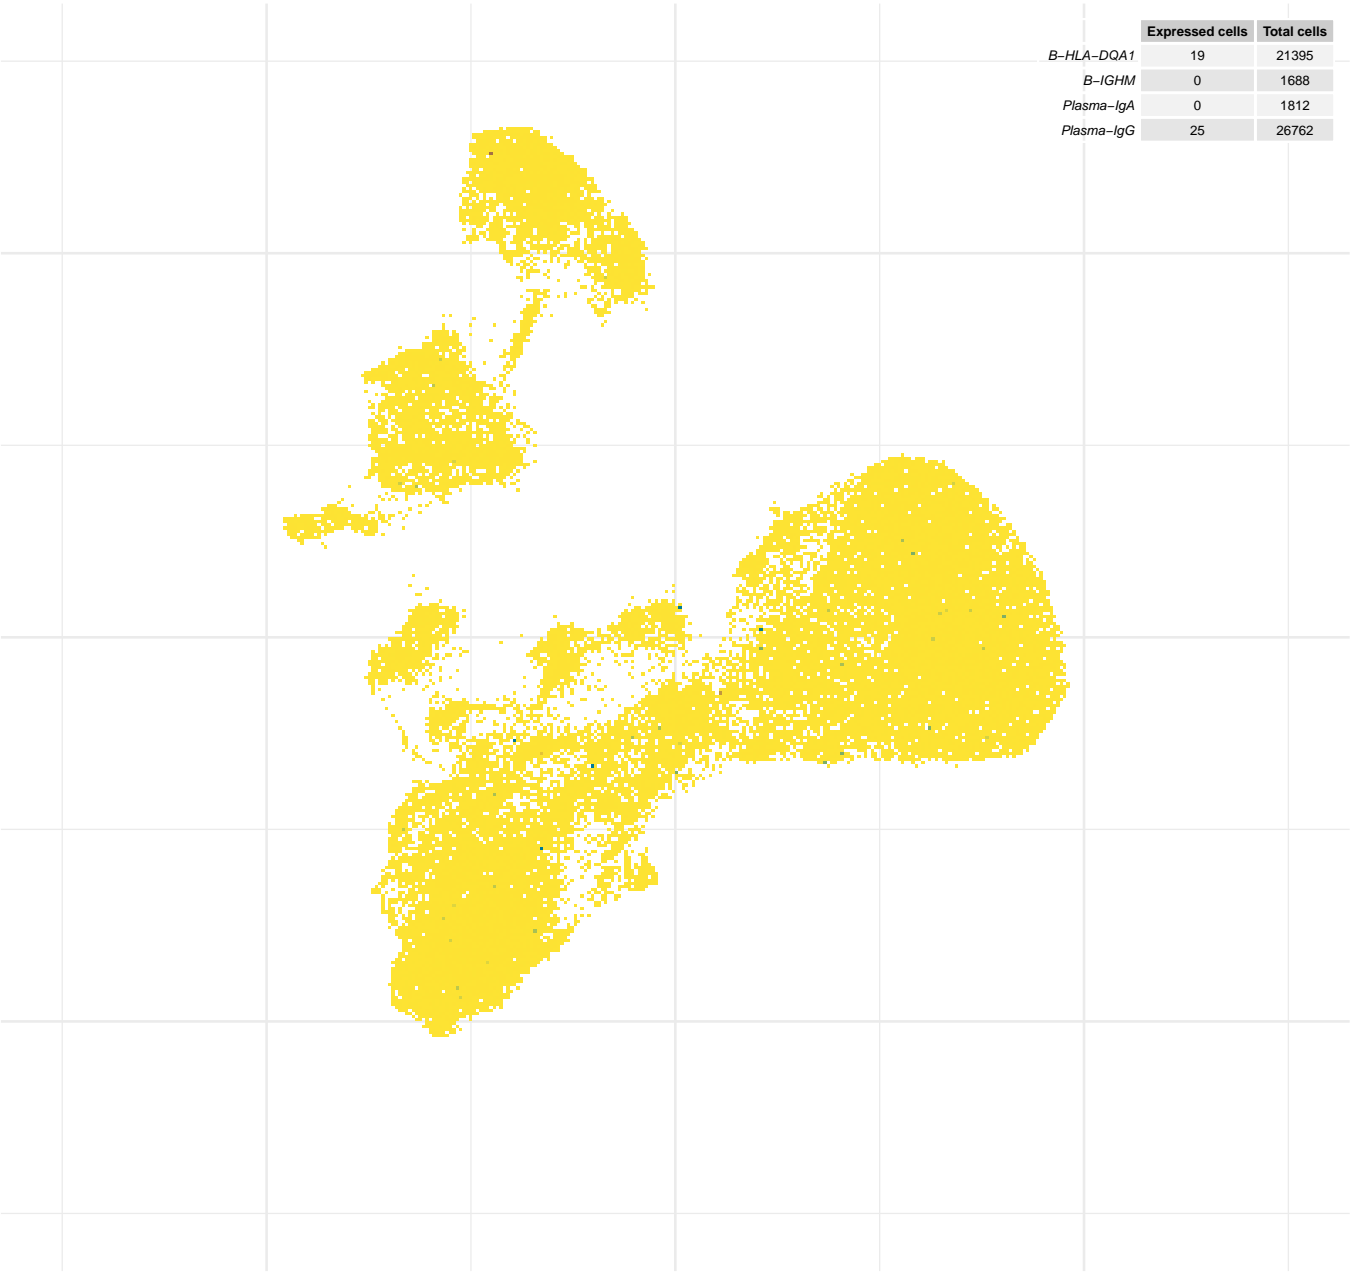 Expressed cells Total cells
B−HLA−DQA1 19 21395
B−IGHM 0 1688
Plasma−IgA 0 1812
Plasma−IgG 25 26762